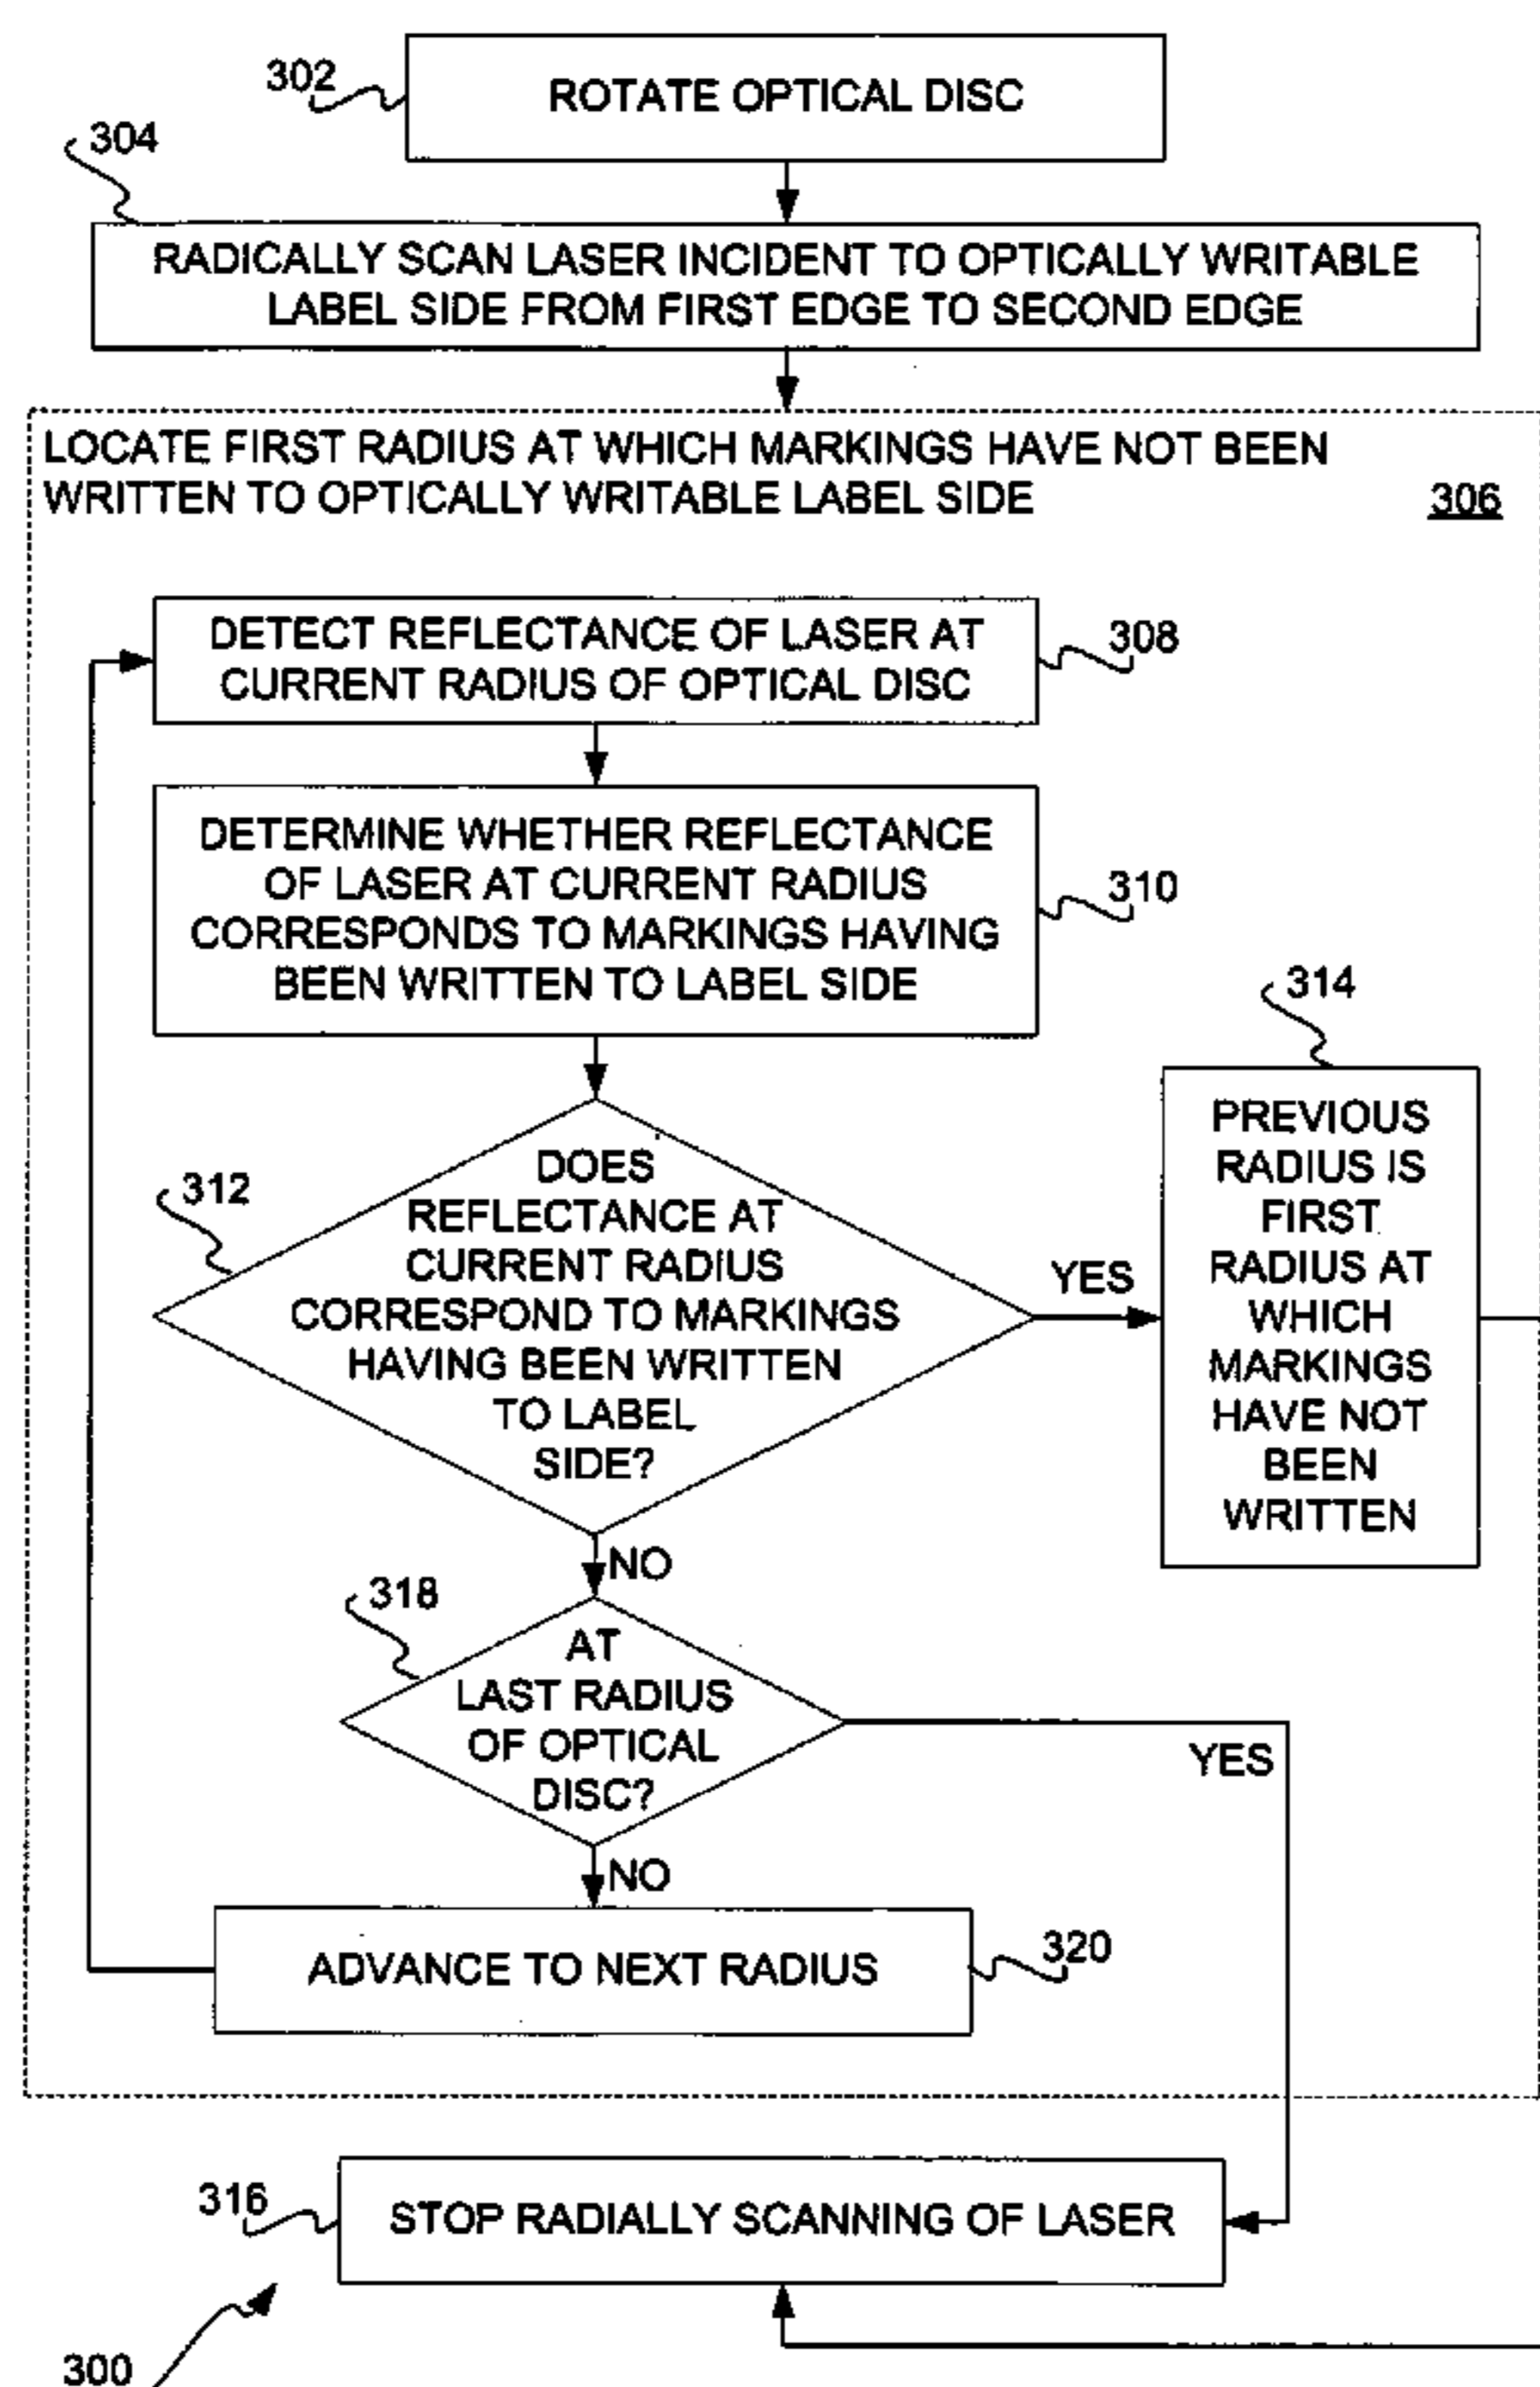 302
ROTATE OPTICAL DISC
304
RADICALLY SCAN LASER INCIDENT TO OPTICALLY WRITABLE
LABEL SIDE FROM FIRST EDGE TO SECOND EDGE
LOCATE FIRST RADIUS AT WHICH MARKINGS HAVE NOT BEEN
WRITTEN TO OPTICALLY WRITABLE LABEL SIDE
306
DETECT REFLECTANCE OF LASER AT
CURRENT RADIUS OF OPTICAL DISC
308
DETERMINE WHETHER REFLECTANCE
OF LASER AT CURRENT RADIUS
CORRESPONDS TO MARKINGS HAVING
BEEN WRITTEN TO LABEL SIDE
310
312
DOES
REFLECTANCE AT
CURRENT RADIUS
CORRESPOND TO MARKINGS
HAVING BEEN WRITTEN
TO LABEL
SIDE?
YES
314
PREVIOUS
RADIUS IS
FIRST
RADIUS AT
WHICH
MARKINGS
HAVE NOT
BEEN
WRITTEN
NO
318
AT
LAST RADIUS
OF OPTICAL
DISC?
YES
NO
ADVANCE TO NEXT RADIUS
320
316
STOP RADIALLY SCANNING OF LASER
300